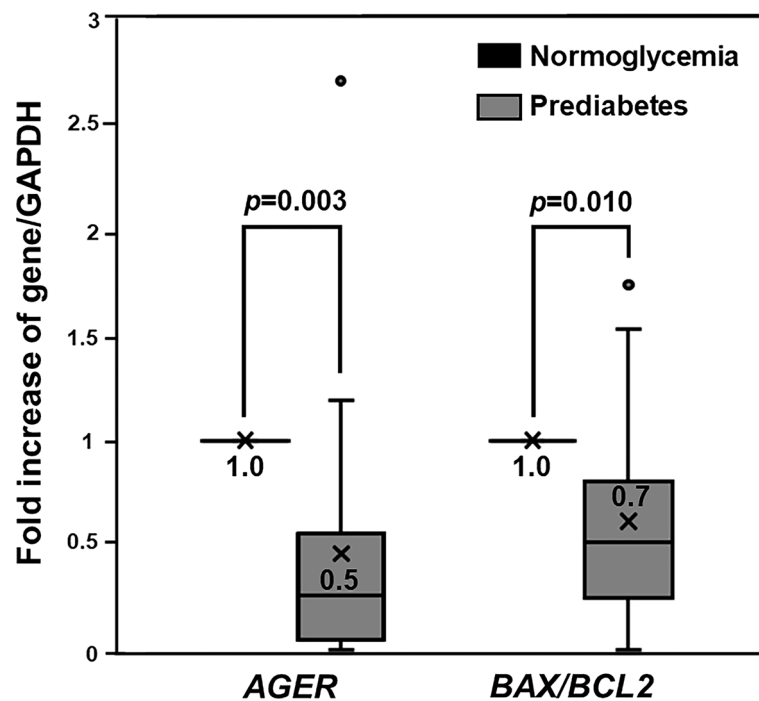 Fold increase of gene/GAPDH
3
2.5
2
1.5
1
0.5
0
Normoglycemia
Prediabetes
p=0.003
p=0.010
1.0
0.5
1.0
0.7
AGER
BAX/BCL2